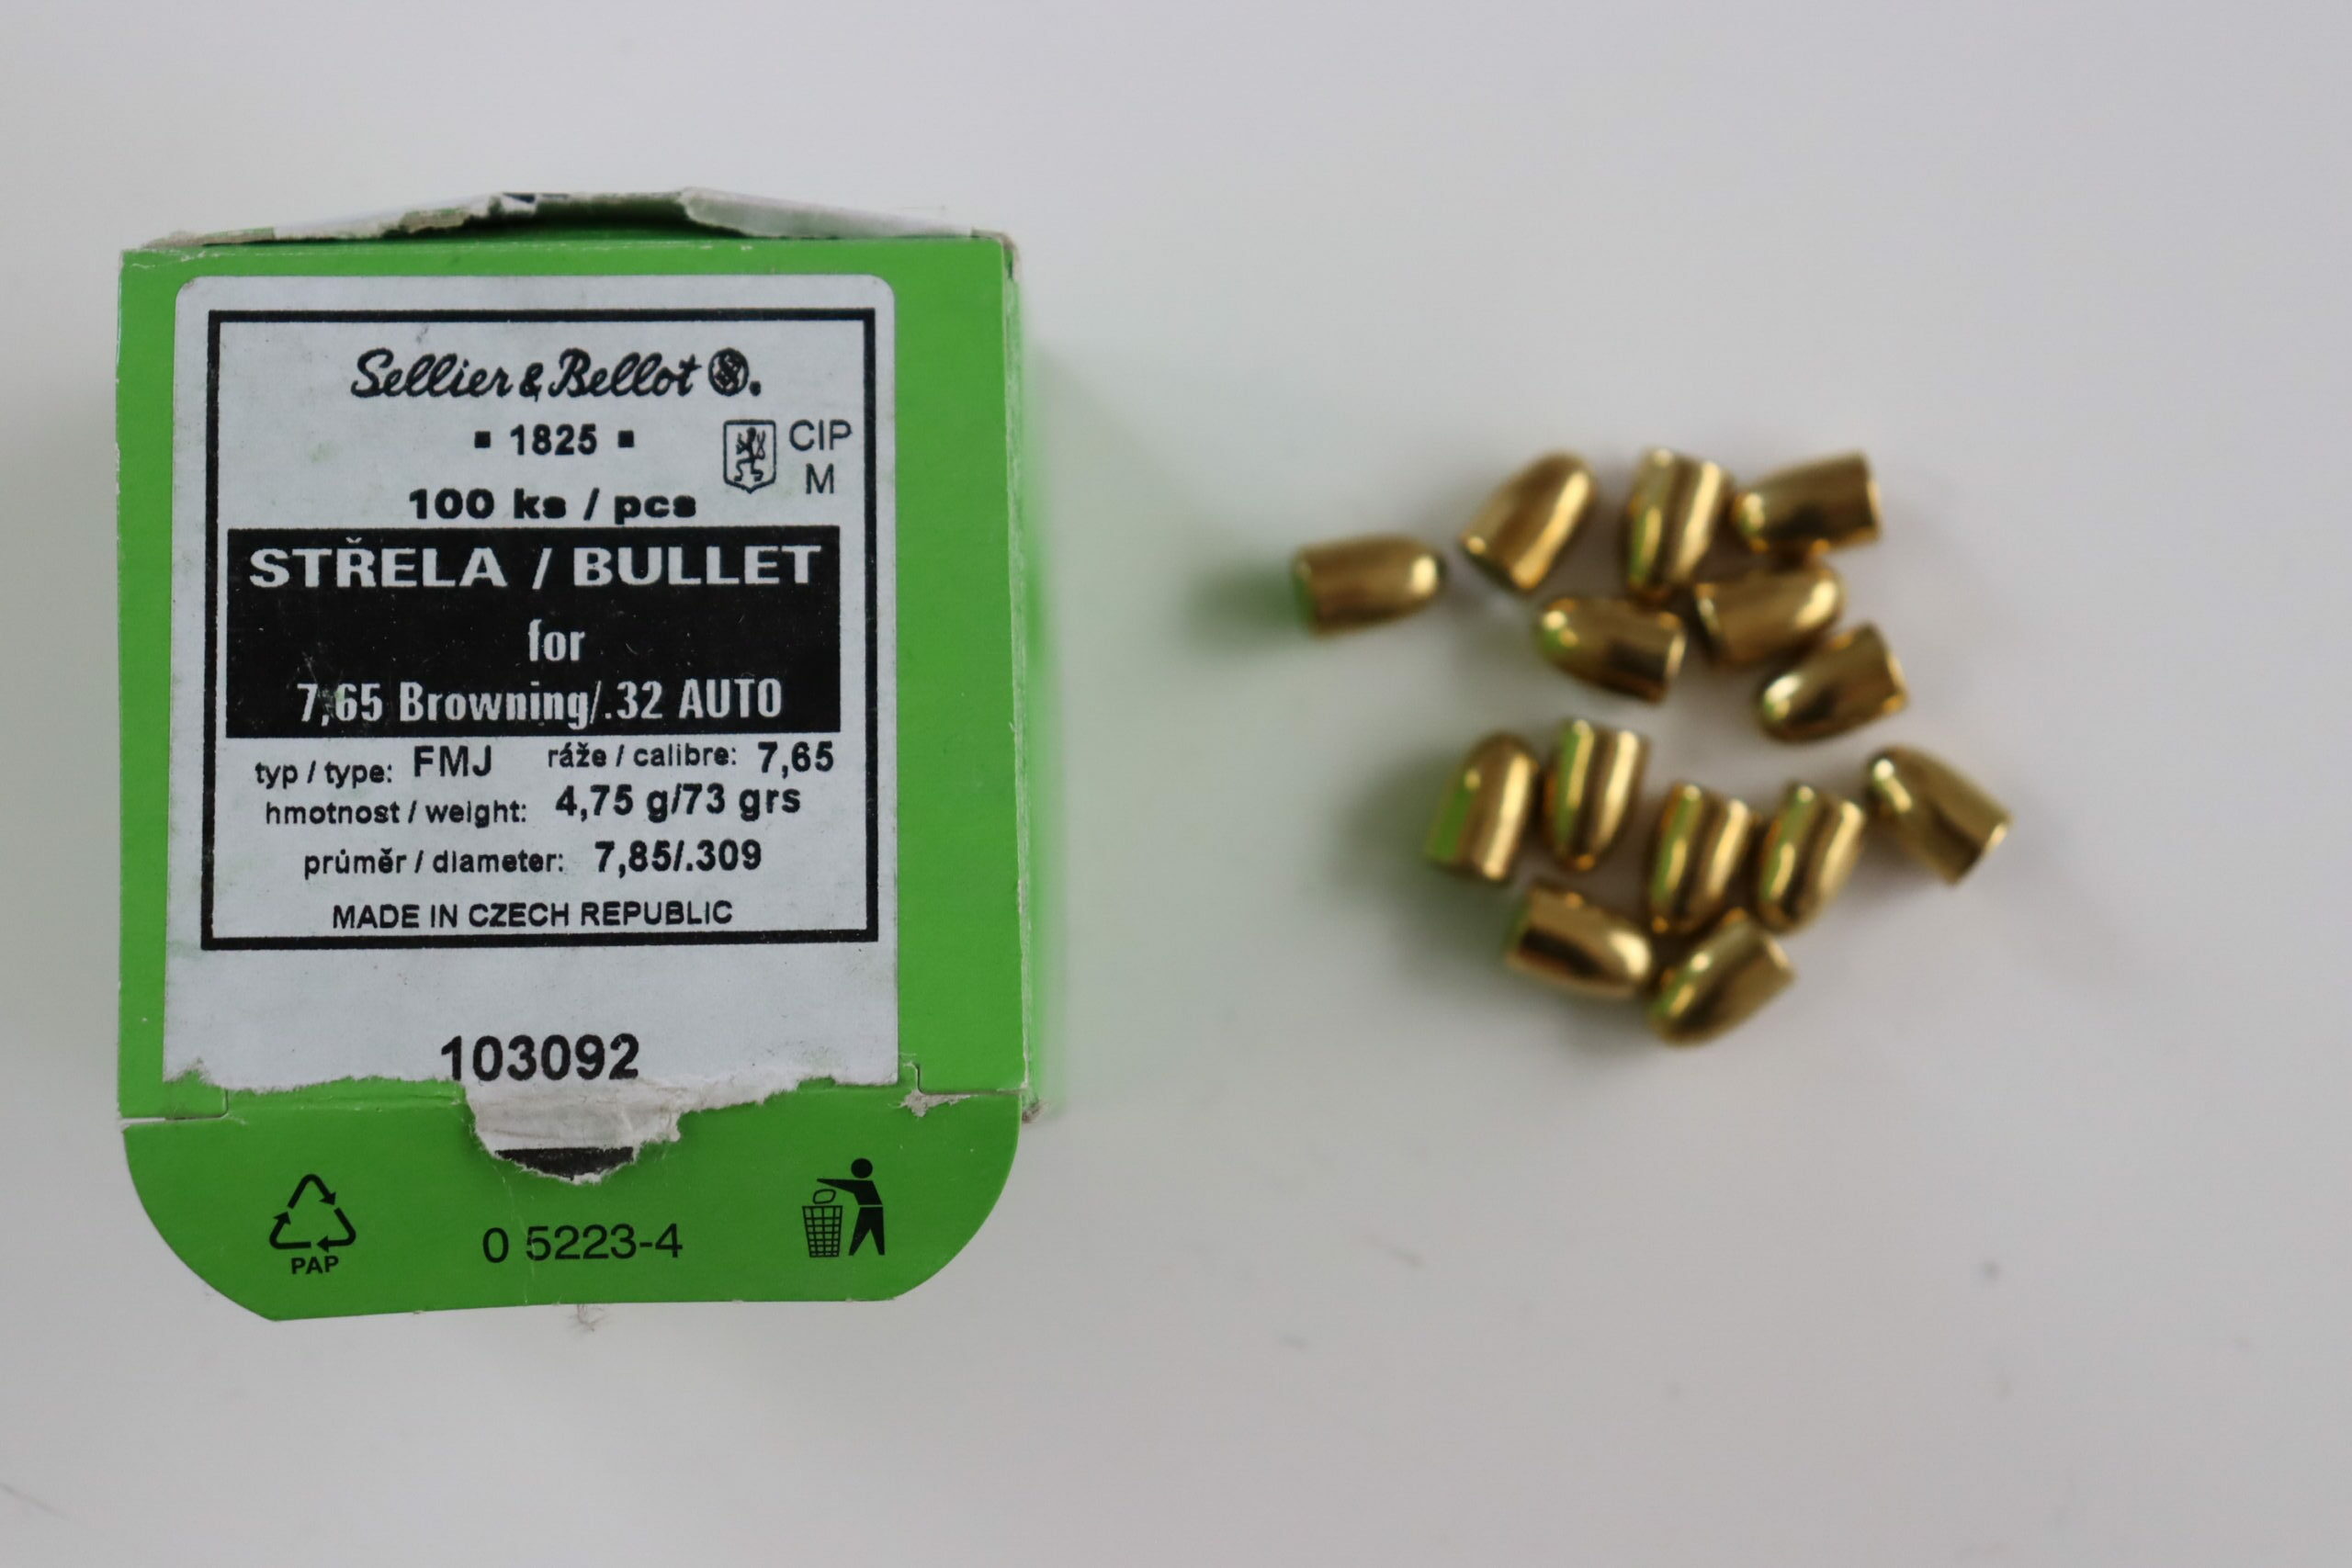 Sellier & Bellot
1825
CIP
M
100 ks / pcs
STŘELA / BULLET
for
7,65 Browning/.32 AUTO
typ / type: FMJ ráže / calibre: 7,65
hmotnost / weight: 4,75 g/73 grs
průměr / diameter: 7,85/.309
MADE IN CZECH REPUBLIC
103092
PAP
0 5223-4